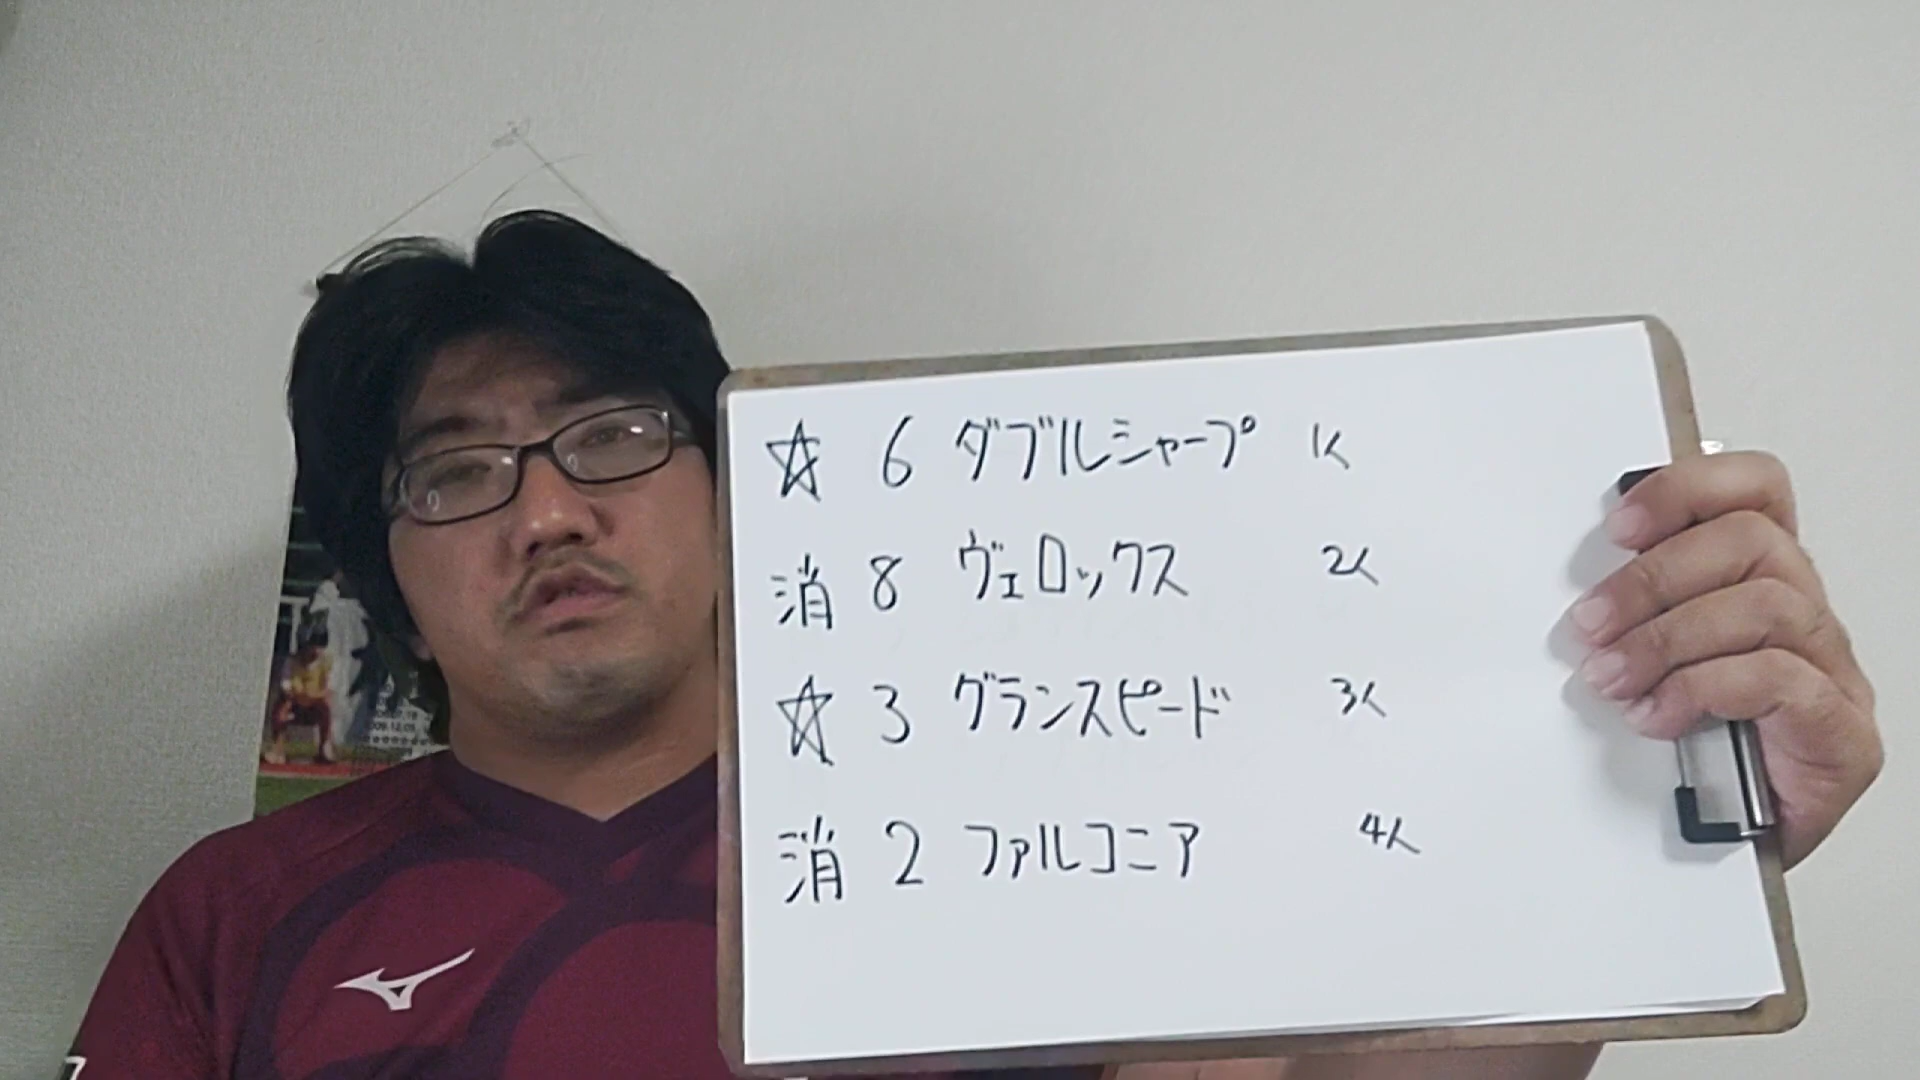 ☆ 6 ダブルシャープ 1人
消 8 ヴェロックス 2人
☆ 3 グランスピード 3人
消 2 ファルコニア 4人